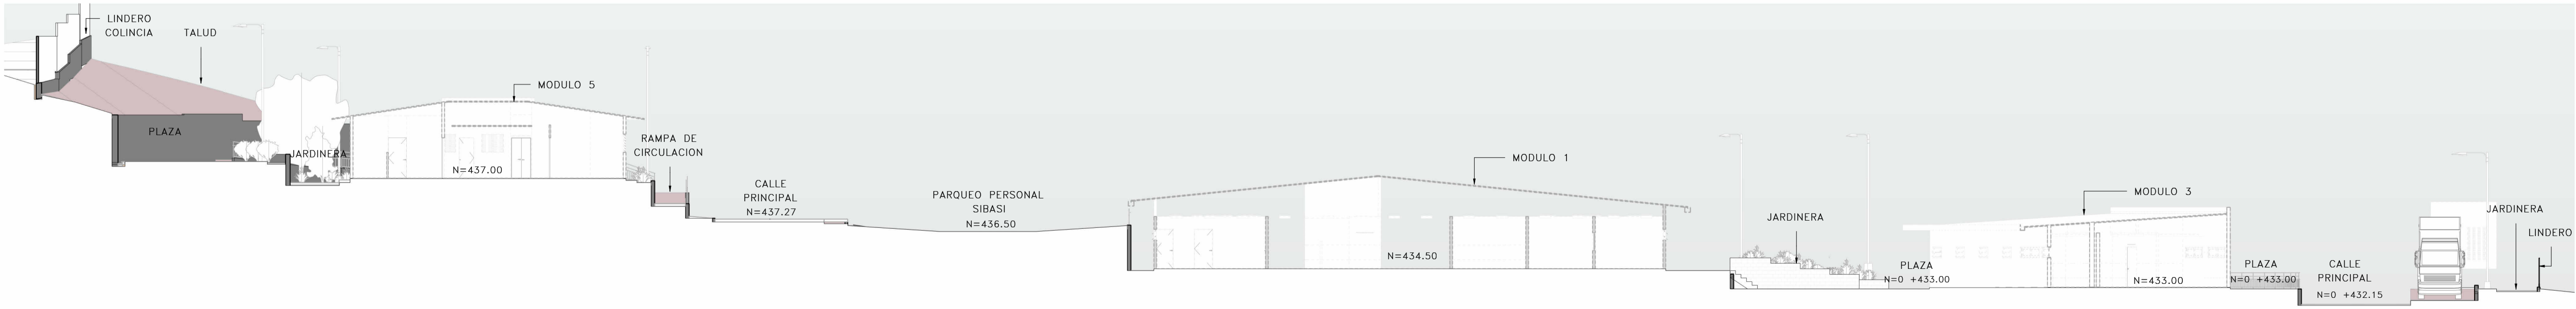 LINDERO
COLINCIA
TALUD
PLAZA
JARDINERA
MODULO 5
N=437.00
RAMPA DE
CIRCULACION
CALLE
PRINCIPAL
N=437.27
PARQUEO PERSONAL
SIBASI
N=436.50
MODULO 1
N=434.50
JARDINERA
PLAZA
N=0 +433.00
MODULO 3
N=433.00
PLAZA
N=0 +433.00
CALLE
PRINCIPAL
N=0 +432.15
JARDINERA
LINDERO